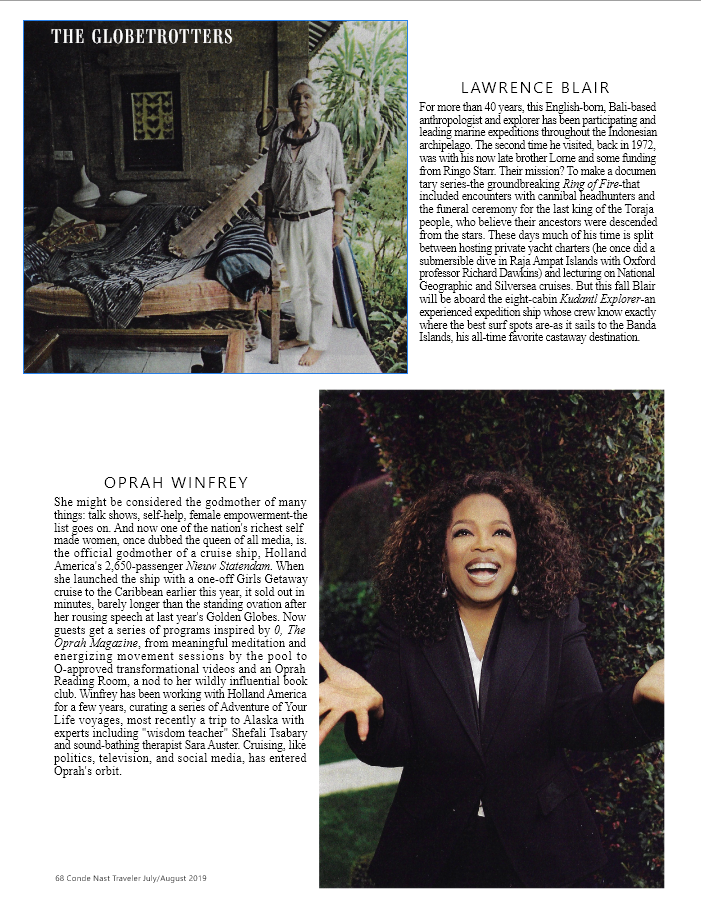 THE GLOBETROTTERS
LAWRENCE BLAIR
For more than 40 years, this English-born, Bali-based
anthropologist and explorer has been participating and
leading marine expeditions throughout the Indonesian
archipelago. The second time he visited, back in 1972,
was with his now late brother Lorne and some funding
from Ringo Starr. Their mission? To make a documen
tary series-the groundbreaking Ring of Fire-that
included encounters with cannibal headhunters and
the funeral ceremony for the last king of the Toraja
people, who believe their ancestors were descended
from the stars. These days much of his time is split
between hosting private yacht charters (he once did a
submersible dive in Raja Ampat Islands with Oxford
professor Richard Dawkins) and lecturing on National
Geographic and Silversea cruises. But this fall Blair
will be aboard the eight-cabin Kudantl Explorer-an
experienced expedition ship whose crew know exactly
where the best surf spots are-as it sails to the Banda
Islands, his all-time favorite castaway destination.
OPRAH WINFREY
She might be considered the godmother of many
things: talk shows, self-help, female empowerment-the
list goes on. And now one of the nation's richest self
made women, once dubbed the queen of all media, is.
the official godmother of a cruise ship, Holland
America's 2,650-passenger Nieuw Statendam. When
she launched the ship with a one-off Girls Getaway
cruise to the Caribbean earlier this year, it sold out in
minutes, barely longer than the standing ovation after
her rousing speech at last year's Golden Globes. Now
guests get a series of programs inspired by 0, The
Oprah Magazine, from meaningful meditation and
energizing movement sessions by the pool to
O-approved transformational videos and an Oprah
Reading Room, a nod to her wildly influential book
club. Winfrey has been working with Holland America
for a few years, curating a series of Adventure of Your
Life voyages, most recently a trip to Alaska with
experts including "wisdom teacher" Shefali Tsabary
and sound-bathing therapist Sara Auster. Cruising, like
politics, television, and social media, has entered
Oprah's orbit.
68 Conde Nast Traveler July/August 2019